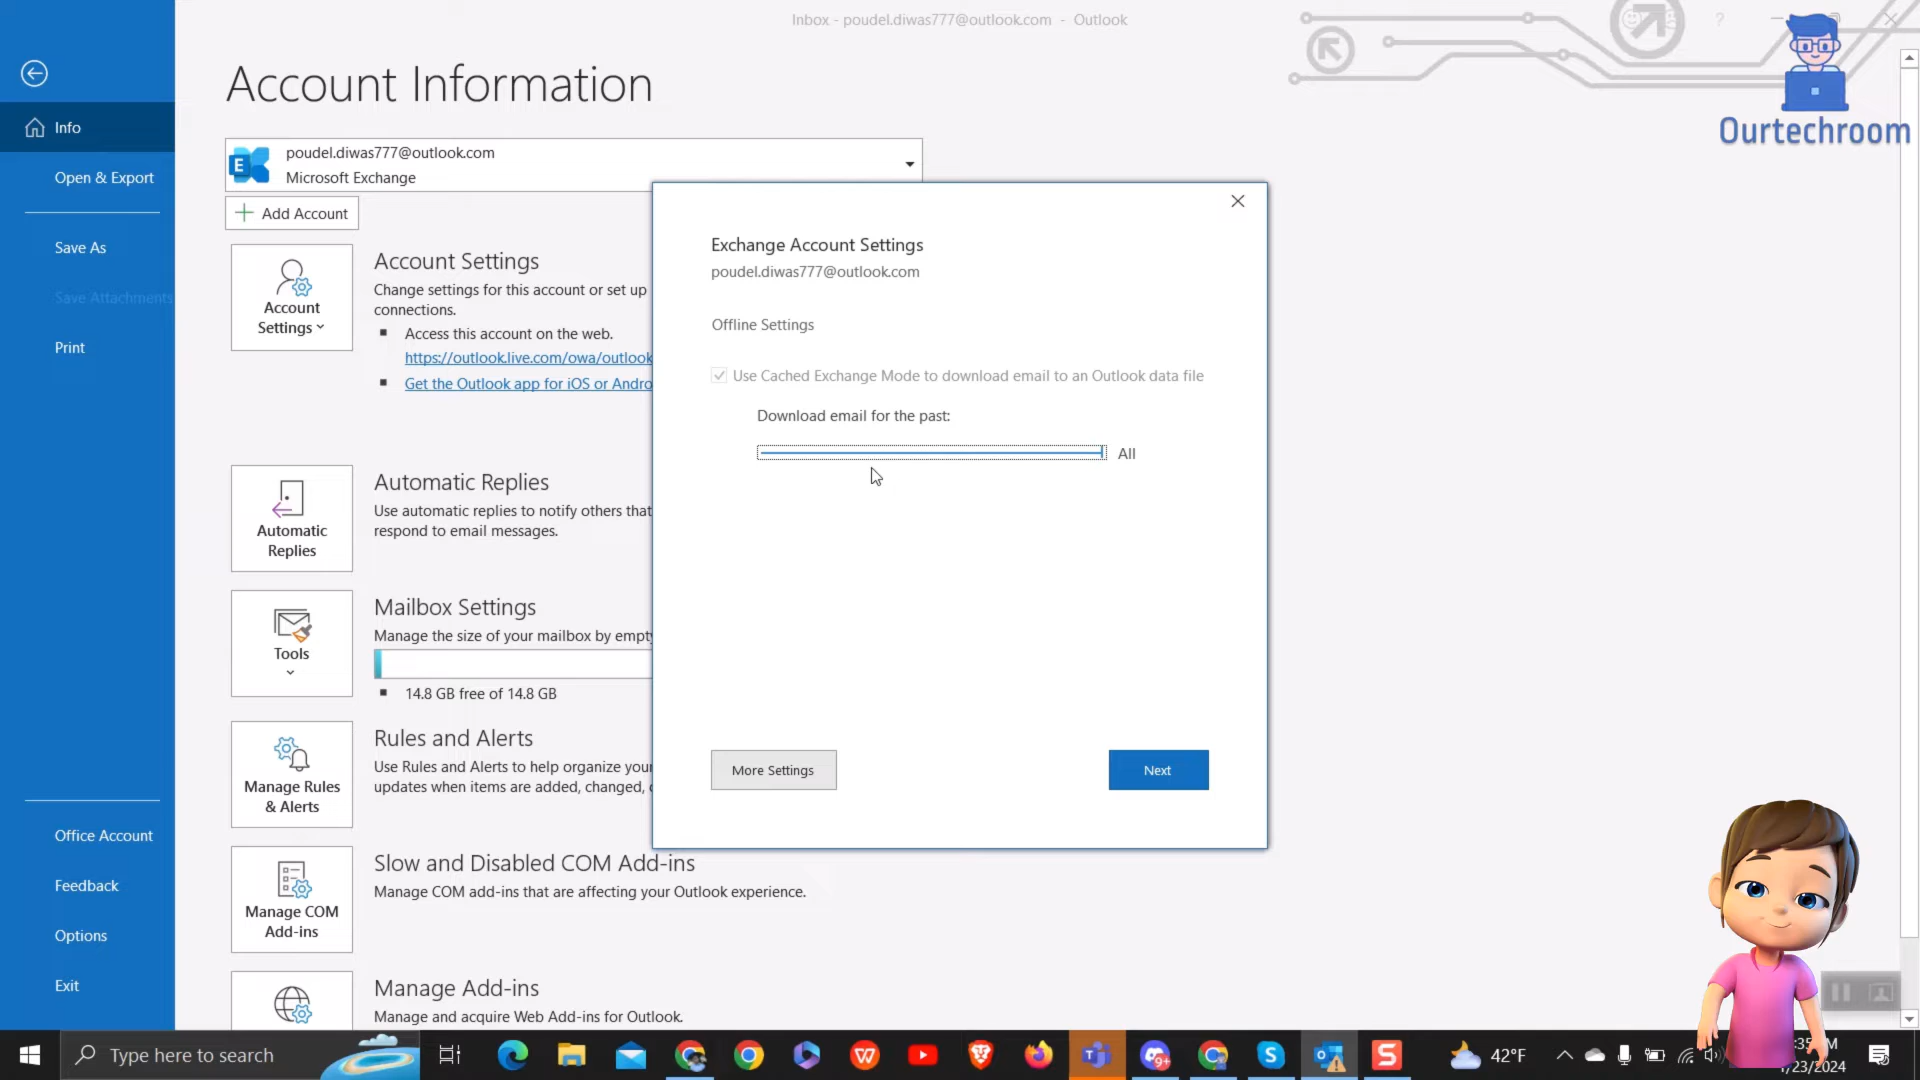 Inbox - poudel.diwas777@outlook.com - Outlook
?
Ourtechroom
Account Information
Info
Open & Export
Save As
Save Attachments
Print
Office Account
Feedback
Options
Exit
E
poudel.diwas777@outlook.com
Microsoft Exchange
Add Account
Account
Settings
Account Settings
Change settings for this account or set up
connections.
Access this account on the web.
https://outlook.live.com/owa/outlook
Get the Outlook app for iOS or Andro
Automatic
Replies
Automatic Replies
Use automatic replies to notify others that
respond to email messages.
Tools
Mailbox Settings
Manage the size of your mailbox by empty
14.8 GB free of 14.8 GB
Manage Rules
& Alerts
Rules and Alerts
Use Rules and Alerts to help organize your
updates when items are added, changed,
Manage COM
Add-ins
Slow and Disabled COM Add-ins
Manage COM add-ins that are affecting your Outlook experience.
Manage Add-ins
Manage and acquire Web Add-ins for Outlook.
Exchange Account Settings
poudel.diwas777@outlook.com
Offline Settings
Use Cached Exchange Mode to download email to an Outlook data file
Download email for the past:
All
More Settings
Next
Type here to search
9+
42°F
/23/2024